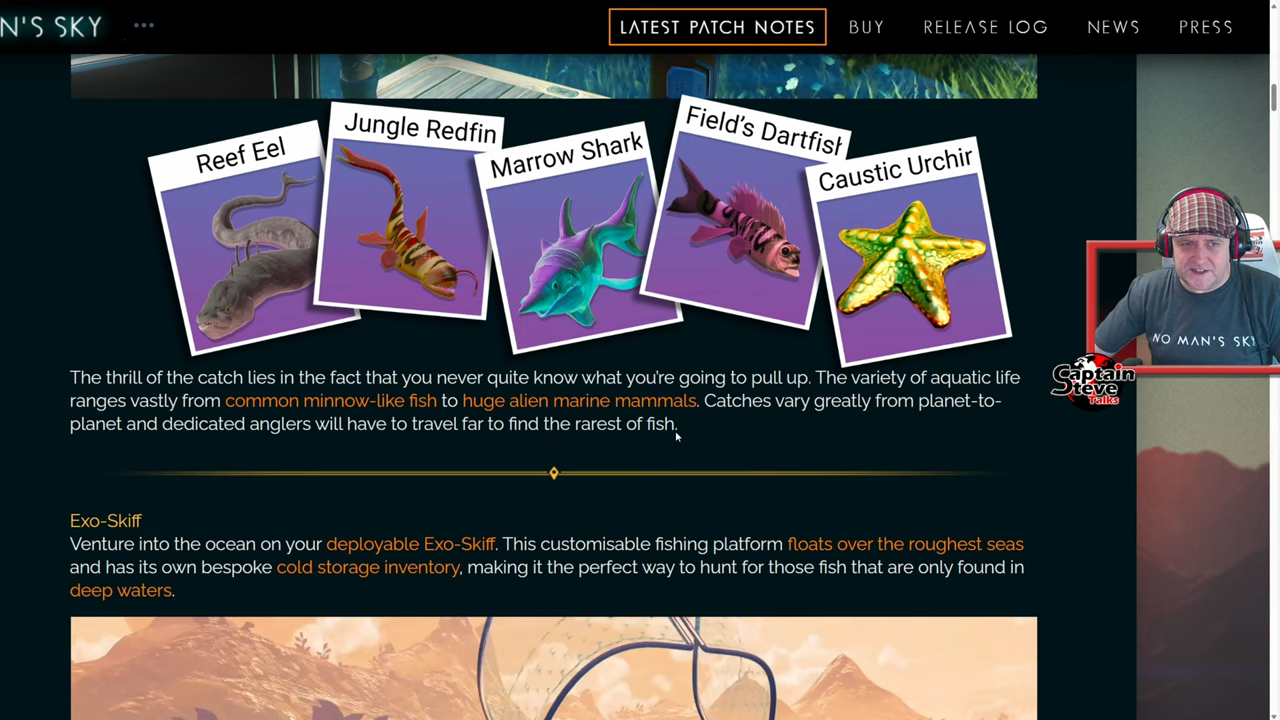 N'S SKY
LATEST PATCH NOTES
BUY
RELEASE LOG
NEWS
PRESS
Reef Eel
Jungle Redfin
Marrow Shark
Field's Dartfish
Caustic Urchin
The thrill of the catch lies in the fact that you never quite know what you're going to pull up. The variety of aquatic life
ranges vastly from common minnow-like fish to huge alien marine mammals. Catches vary greatly from planet-to-
planet and dedicated anglers will have to travel far to find the rarest of fish.
Exo-Skiff
Venture into the ocean on your deployable Exo-Skiff. This customisable fishing platform floats over the roughest seas
and has its own bespoke cold storage inventory, making it the perfect way to hunt for those fish that are only found in
deep waters.
NO MAN'S SKY
Captain
Steve
Talks